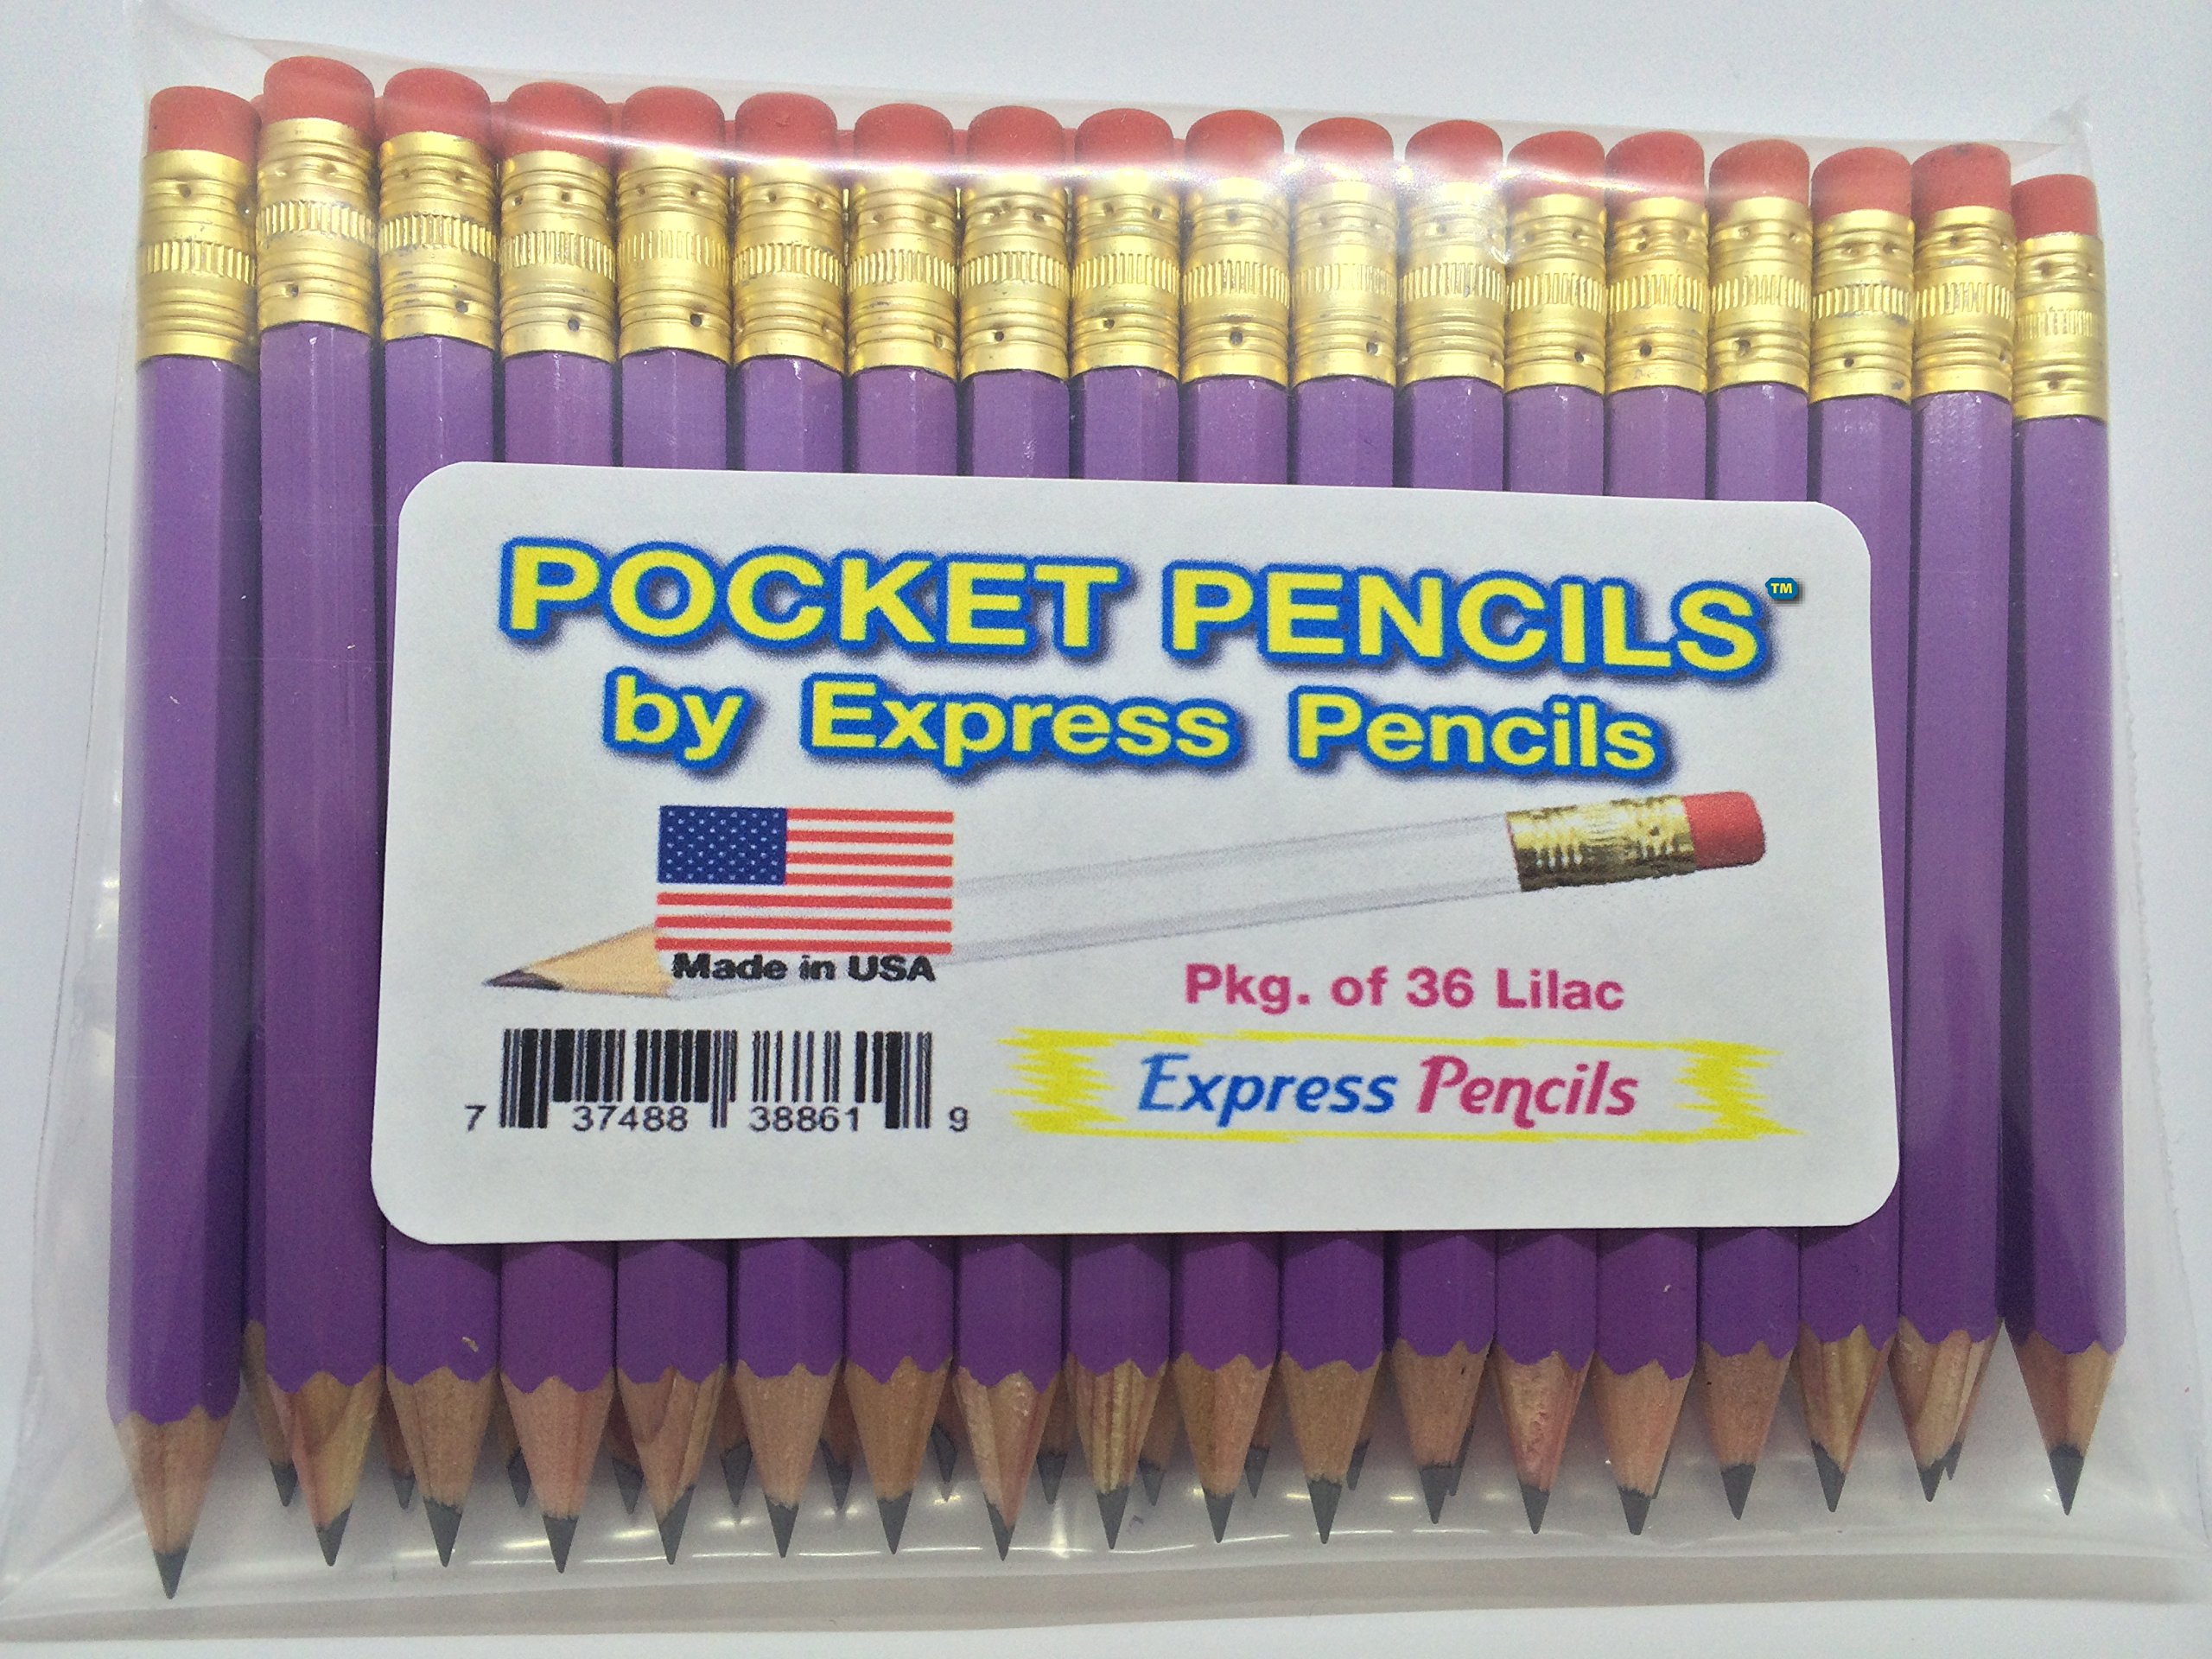 POCKET PENCILS™
by Express Pencils
Made in USA
Pkg. of 36 Lilac
Express Pencils
7 37488 38861 9